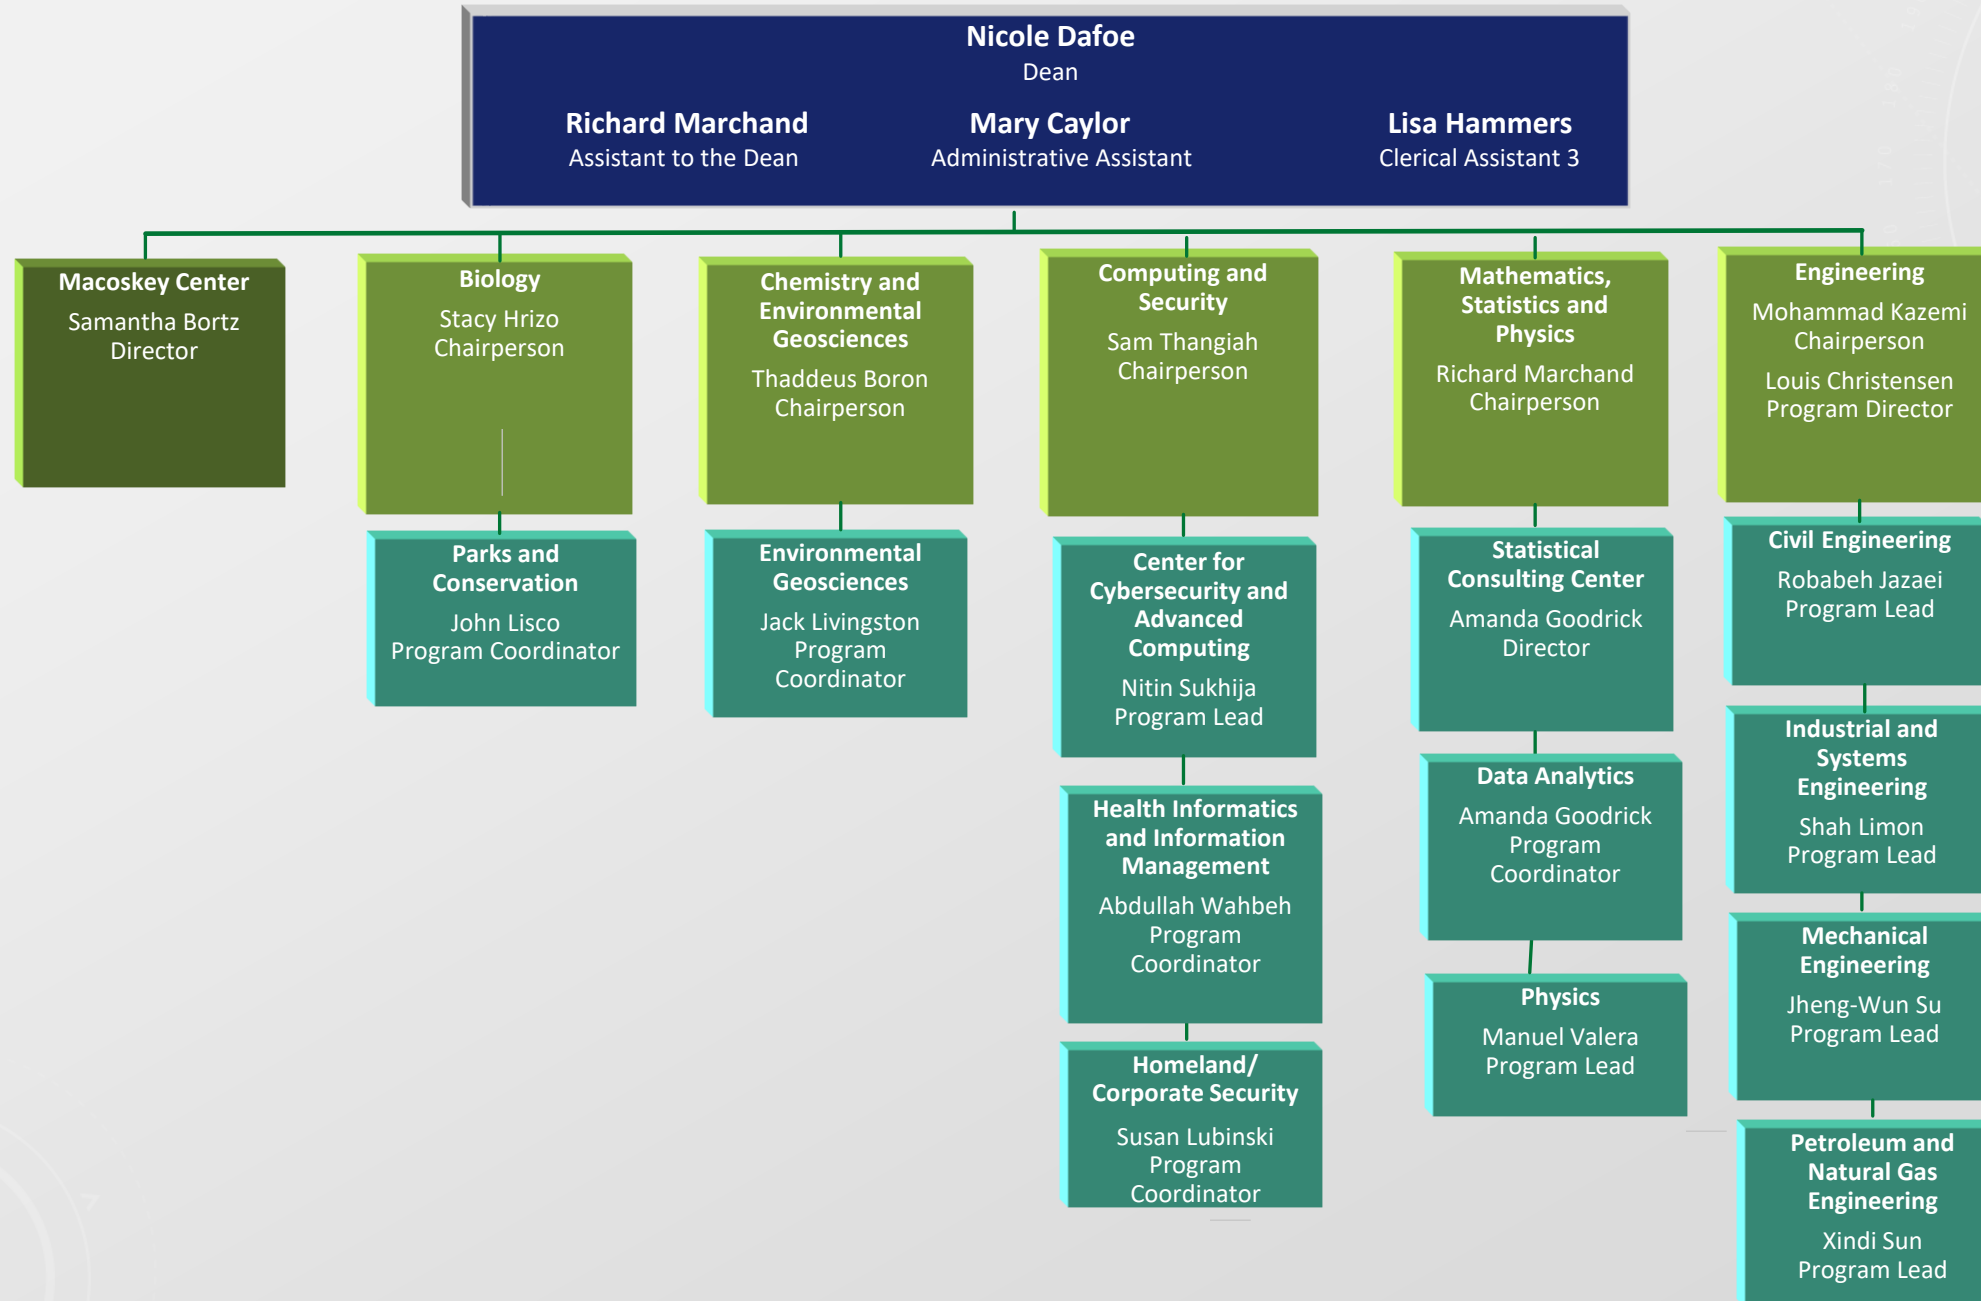 Nicole Dafoe
Dean
Richard Marchand
Assistant to the Dean
Mary Caylor
Administrative Assistant
Lisa Hammers
Clerical Assistant 3
Macoskey Center
Samantha Bortz
Director
Biology
Stacy Hrizo
Chairperson
Parks and
Conservation
John Lisco
Program Coordinator
Chemistry and
Environmental
Geosciences
Thaddeus Boron
Chairperson
Environmental
Geosciences
Jack Livingston
Program
Coordinator
Computing and
Security
Sam Thangiah
Chairperson
Center for
Cybersecurity and
Advanced
Computing
Nitin Sukhija
Program Lead
Health Informatics
and Information
Management
Abdullah Wahbeh
Program
Coordinator
Homeland/
Corporate Security
Susan Lubinski
Program
Coordinator
Mathematics,
Statistics and
Physics
Richard Marchand
Chairperson
Statistical
Consulting Center
Amanda Goodrick
Director
Data Analytics
Amanda Goodrick
Program
Coordinator
Physics
Manuel Valera
Program Lead
Engineering
Mohammad Kazemi
Chairperson
Louis Christensen
Program Director
Civil Engineering
Robabeh Jazaei
Program Lead
Industrial and
Systems
Engineering
Shah Limon
Program Lead
Mechanical
Engineering
Jheng-Wun Su
Program Lead
Petroleum and
Natural Gas
Engineering
Xindi Sun
Program Lead